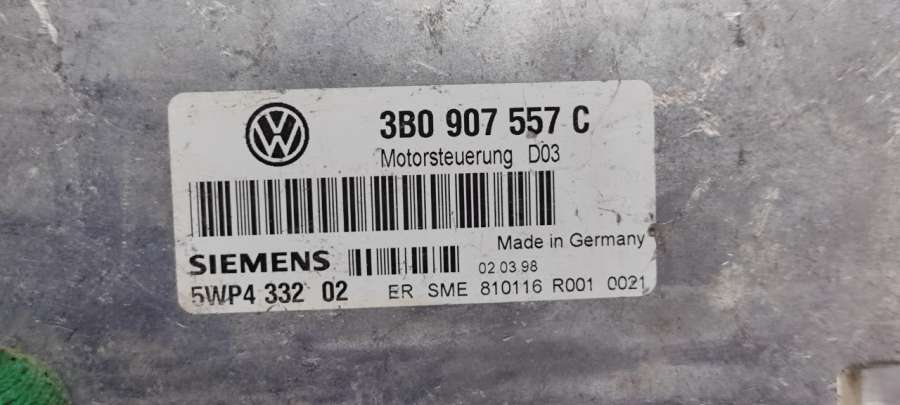 3B0 907 557 C
Motorsteuerung D03
Made in Germany
SIEMENS
02 03 98
5WP4 332 02 ER SME 810116 R001 0021